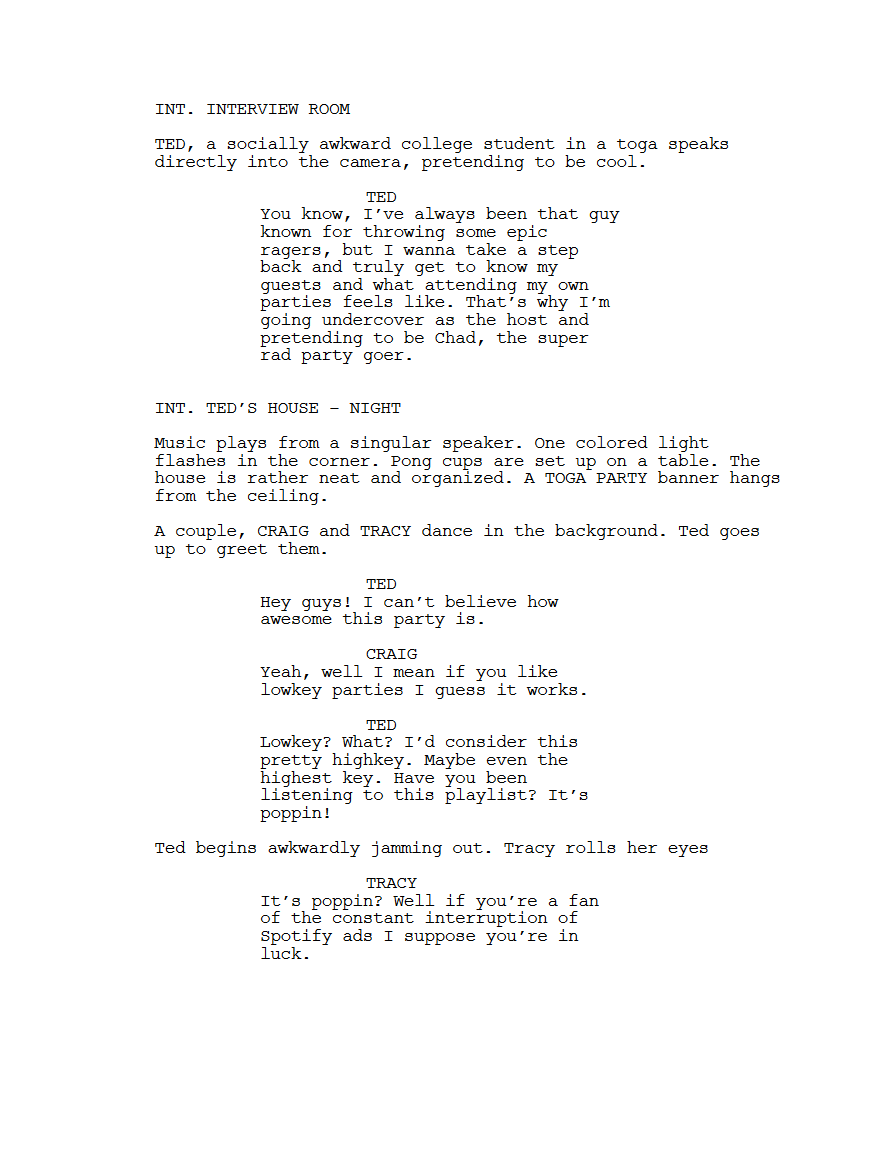 INT. INTERVIEW ROOM
TED, a socially awkward college student in a toga speaks
directly into the camera, pretending to be cool.
TED
You know, I've always been that guy
known for throwing some epic
ragers, but I wanna take a step
back and truly get to know my
guests and what attending my own
parties feels like. That's why I'm
going undercover as the host and
pretending to be Chad, the super
rad party goer.
INT. TED'S HOUSE – NIGHT
Music plays from a singular speaker. One colored light
flashes in the corner. Pong cups are set up on a table. The
house is rather neat and organized. A TOGA PARTY banner hangs
from the ceiling.
A couple, CRAIG and TRACY dance in the background. Ted goes
up to greet them.
TED
Hey guys! I can't believe how
awesome this party is.
CRAIG
Yeah, well I mean if you like
lowkey parties I guess it works.
TED
Lowkey? What? I'd consider this
pretty highkey. Maybe even the
highest key. Have you been
listening to this playlist? It's
poppin!
Ted begins awkwardly jamming out. Tracy rolls her eyes
TRACY
It's poppin? Well if you're a fan
of the constant interruption of
Spotify ads I suppose you're in
luck.